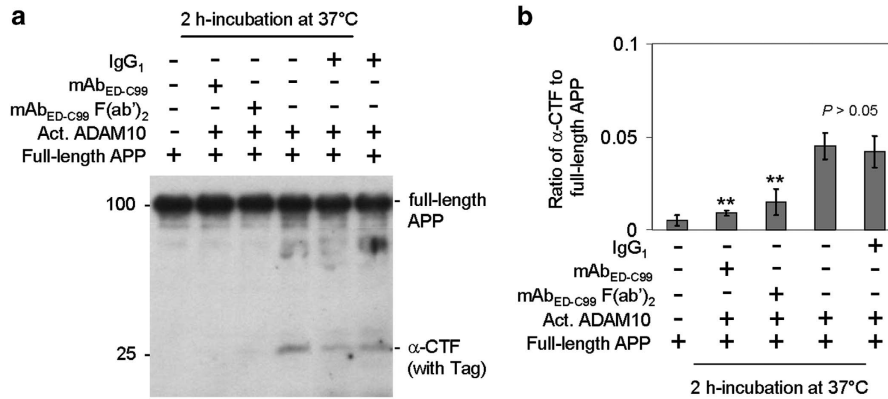 a
2 h-incubation at 37°C
IgG1 - - - - + +
mAbED-C99 - + - - - -
mAbED-C99 F(ab')2 - - + - - -
Act. ADAM10 - + + + + +
Full-length APP + + + + + +
100 -
- full-length
APP
25 -
- α-CTF
(with Tag)
b
Ratio of α-CTF to
full-length APP
0.1
0.05
0
**
**
P > 0.05
IgG1 - - - - +
mAbED-C99 - + - - -
mAbED-C99 F(ab')2 - - + - -
Act. ADAM10 - + + + +
Full-length APP + + + + +
2 h-incubation at 37°C